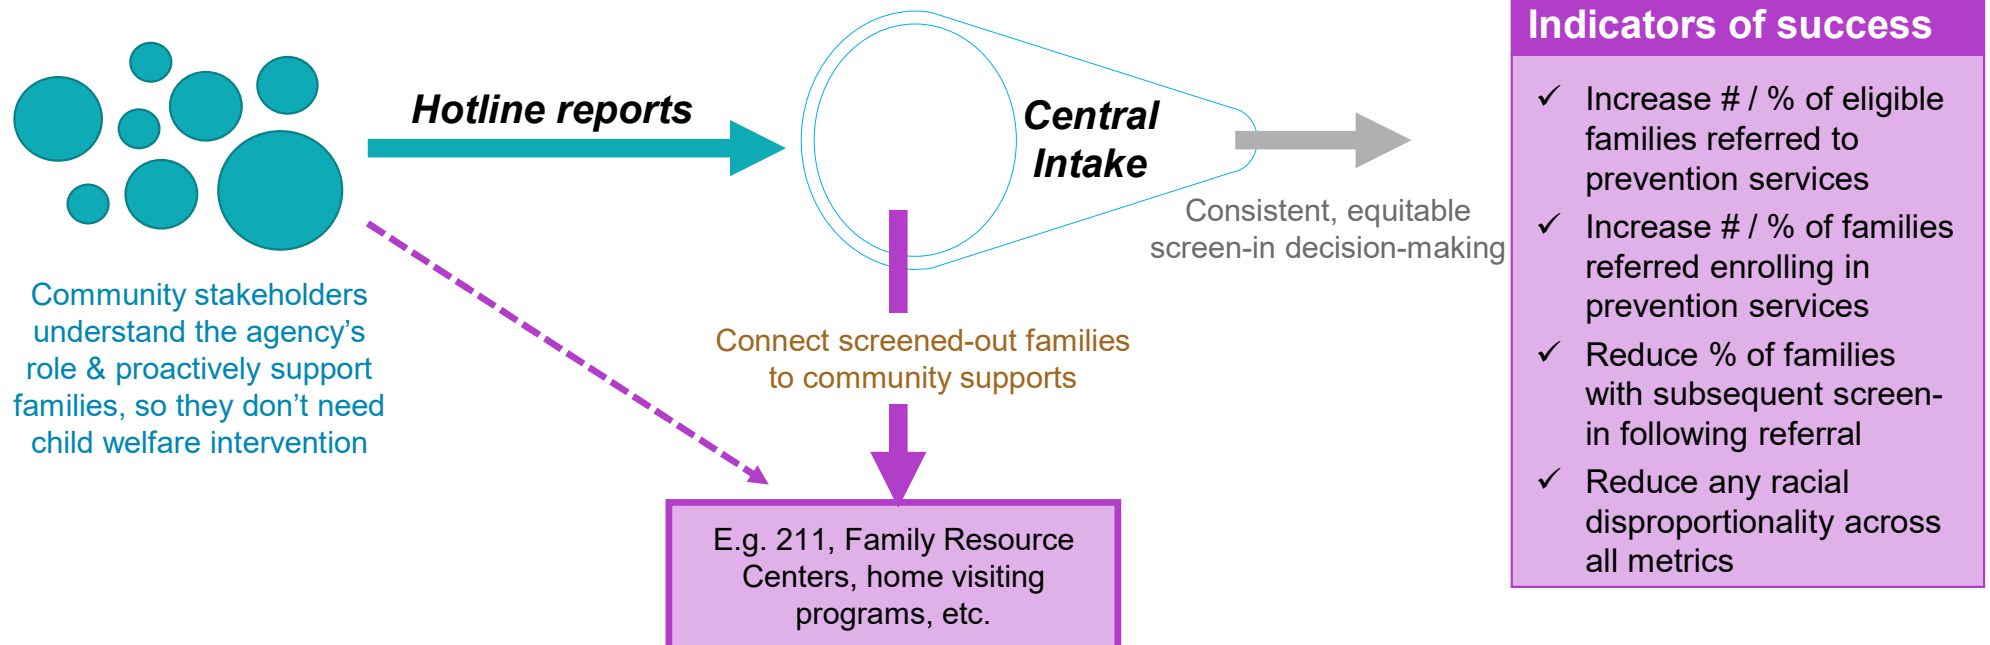 Hotline reports
Community stakeholders
understand the agency's
role & proactively support
families, so they don't need
child welfare intervention
Central
Intake
Consistent, equitable
screen-in decision-making
Connect screened-out families
to community supports
E.g. 211, Family Resource
Centers, home visiting
programs, etc.
Indicators of success
✓ Increase # / % of eligible
families referred to
prevention services
✓ Increase # / % of families
referred enrolling in
prevention services
✓ Reduce % of families
with subsequent screen-
in following referral
✓ Reduce any racial
disproportionality across
all metrics